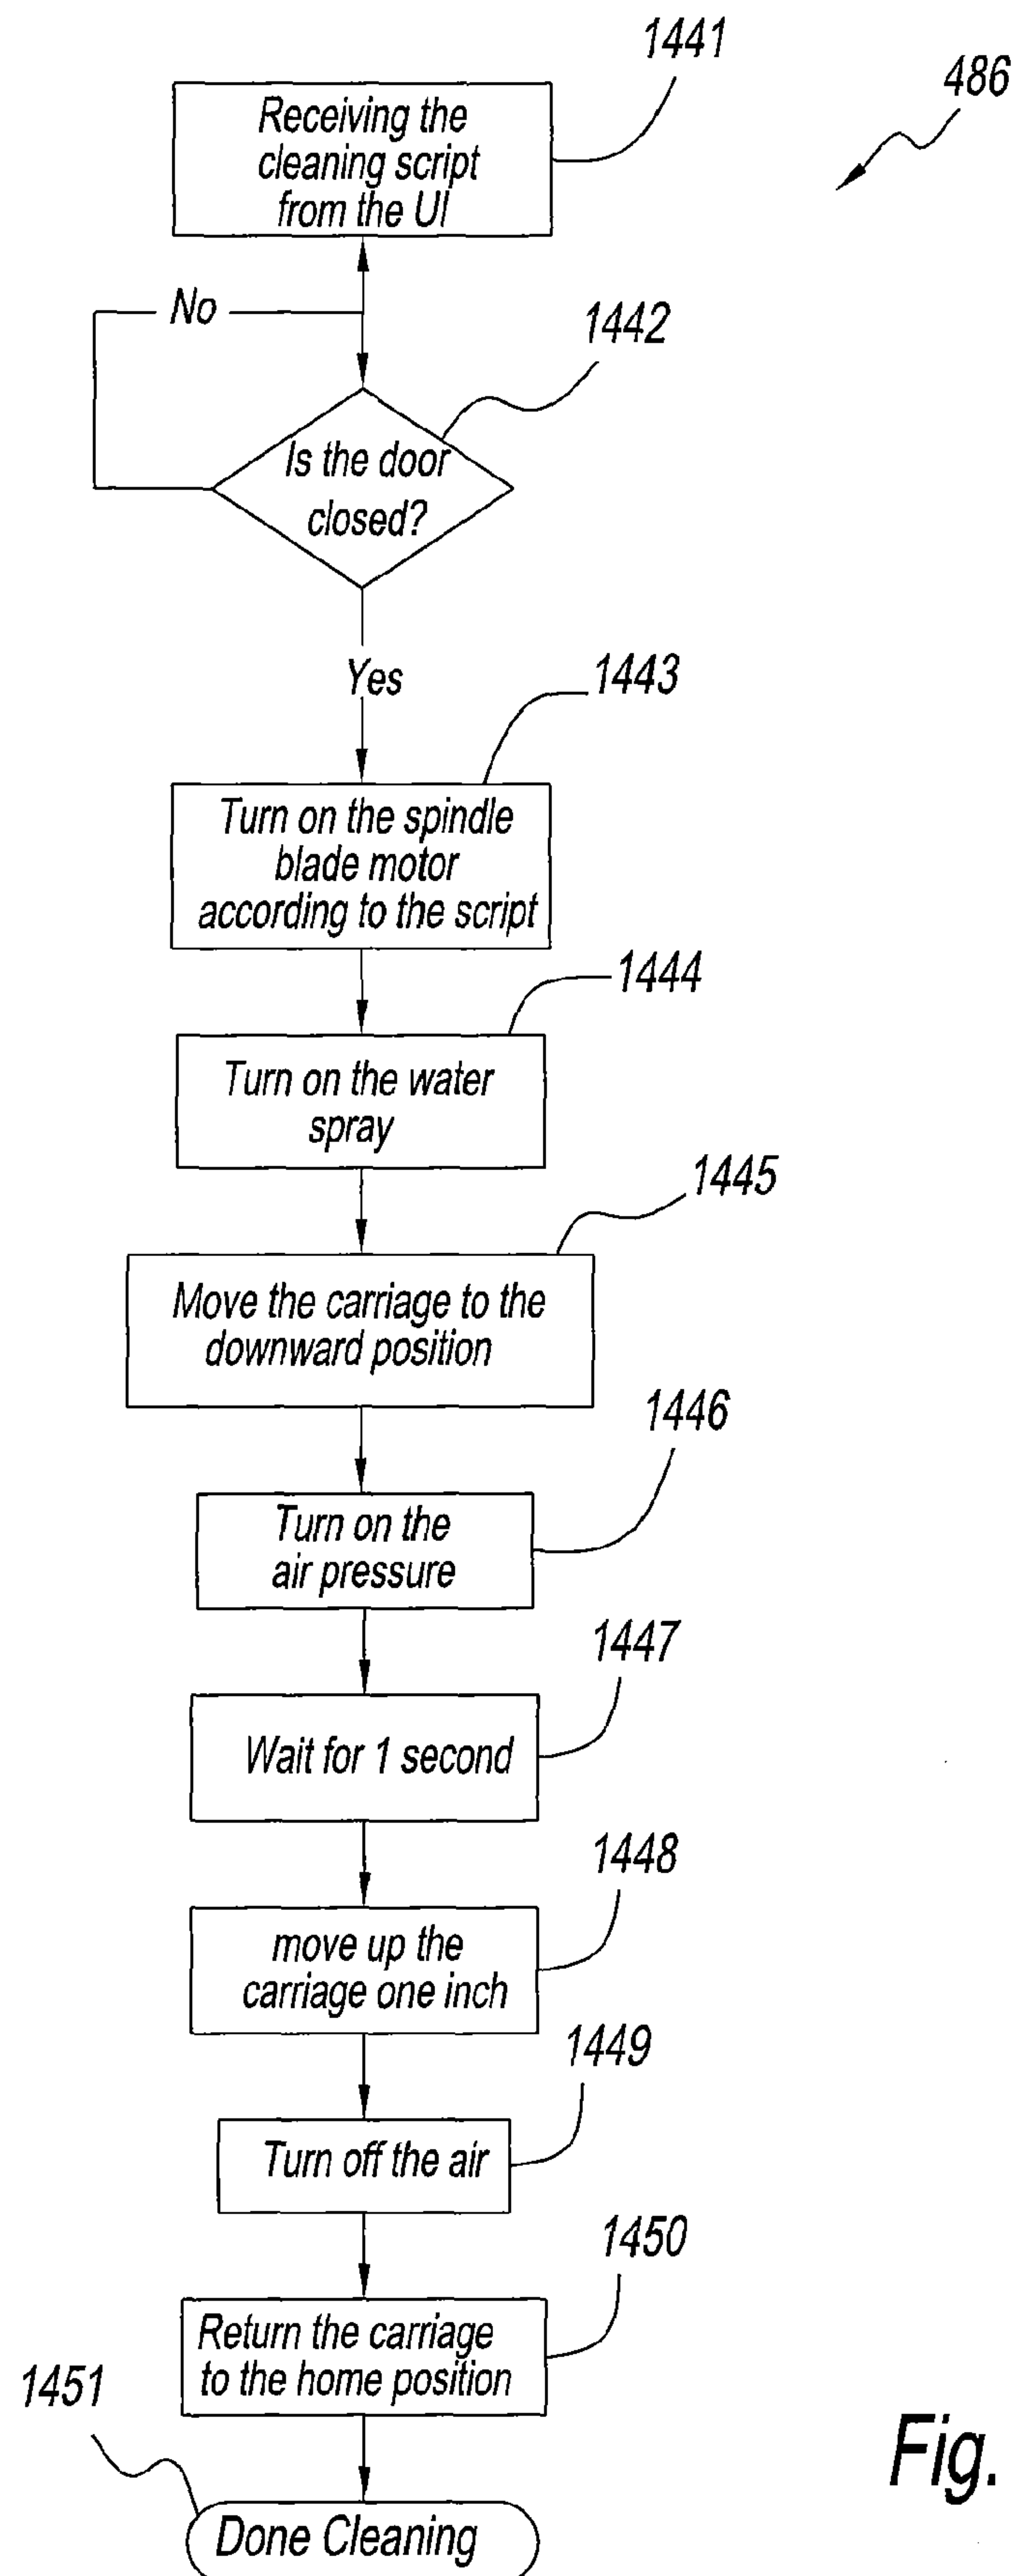 1441
486
Receiving the
cleaning script
from the UI
No
1442
Is the door
closed?
Yes
1443
Turn on the spindle
blade motor
according to the script
1444
Turn on the water
spray
1445
Move the carriage to the
downward position
1446
Turn on the
air pressure
1447
Wait for 1 second
1448
move up the
carriage one inch
1449
Turn off the air
1450
Return the carriage
to the home position
1451
Fig.
Done Cleaning